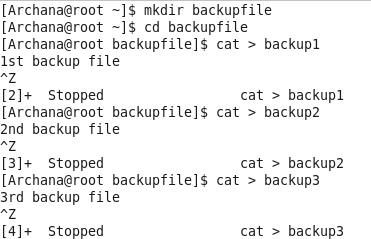 [Archana@root ~]$ mkdir backupfile
[Archana@root ~]$ cd backupfile
[Archana@root backupfile]$ cat > backup1
1st backup file
^Z
[2]+  Stopped                 cat > backup1
[Archana@root backupfile]$ cat > backup2
2nd backup file
^Z
[3]+  Stopped                 cat > backup2
[Archana@root backupfile]$ cat > backup3
3rd backup file
^Z
[4]+  Stopped                 cat > backup3